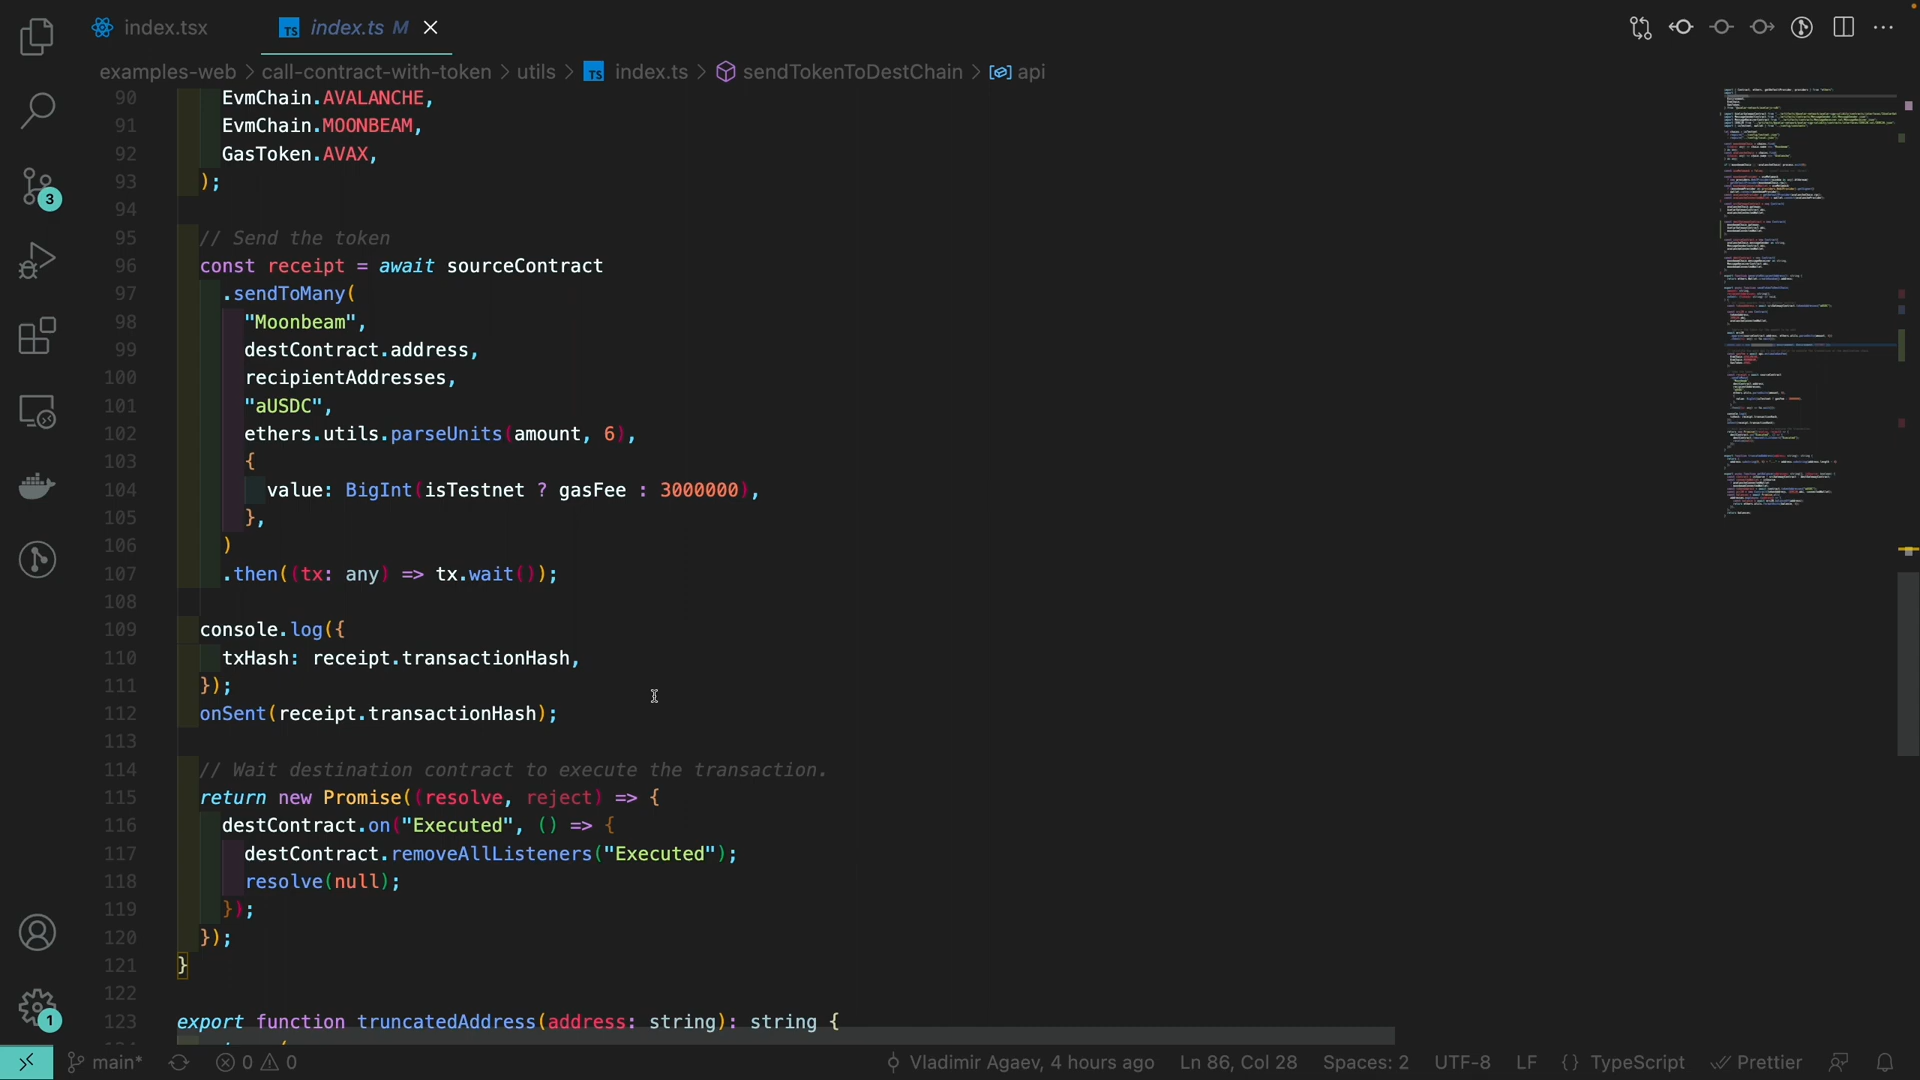 index.tsx
TS index.ts M
examples-web > call-contract-with-token > utils > TS index.ts > sendTokenToDestChain > api
90 EvmChain.AVALANCHE,
91 EvmChain.MOONBEAM,
92 GasToken.AVAX,
93 );
94
95 // Send the token
96 const receipt = await sourceContract
97 .sendToMany(
98 "Moonbeam",
99 destContract.address,
100 recipientAddresses,
101 "aUSDC",
102 ethers.utils.parseUnits(amount, 6),
103 {
104 value: BigInt(isTestnet ? gasFee : 3000000),
105 },
106 )
107 .then((tx: any) => tx.wait());
108
109 console.log({
110 txHash: receipt.transactionHash,
111 });
112 onSent(receipt.transactionHash);
113
114 // Wait destination contract to execute the transaction.
115 return new Promise((resolve, reject) => {
116 destContract.on("Executed", () => {
117 destContract.removeAllListeners("Executed");
118 resolve(null);
119 });
120 });
121 }
122
123 export function truncatedAddress(address: string): string {
3
1
main* 0 0 Vladimir Agaev, 4 hours ago Ln 86, Col 28 Spaces: 2 UTF-8 LF {} TypeScript Prettier